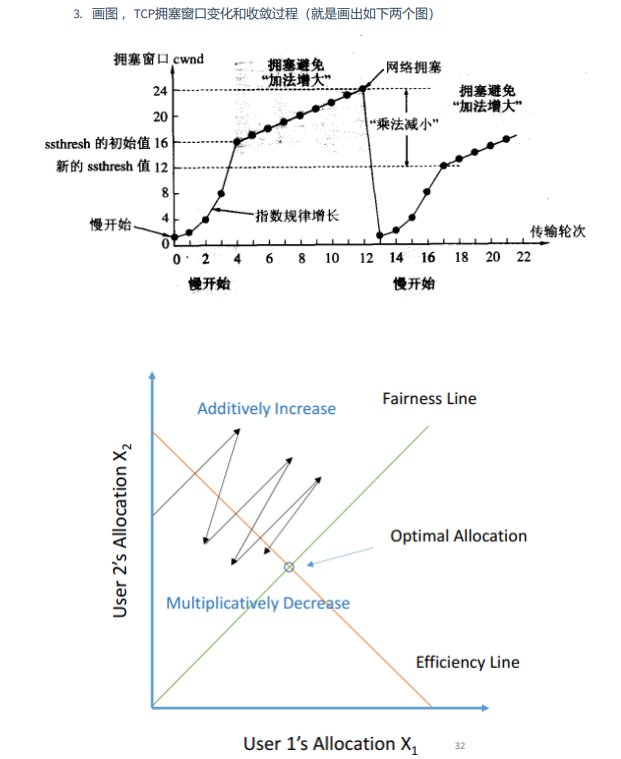 3. 画图，TCP拥塞窗口变化和收敛过程（就是画出如下两个图）
拥塞窗口 cwnd
拥塞避免
“加法增大”
网络拥塞
拥塞避免
“加法增大”
24
20
“乘法减小”
ssthresh 的初始值 16
新的 ssthresh 值 12
8
指数规律增长
慢开始
4
0
传输轮次
0 2 4 6 8 10 12 14 16 18 20 22
慢开始
慢开始
Fairness Line
Additively Increase
User 2's Allocation X2
Optimal Allocation
Multiplicatively Decrease
Efficiency Line
User 1's Allocation X1
32